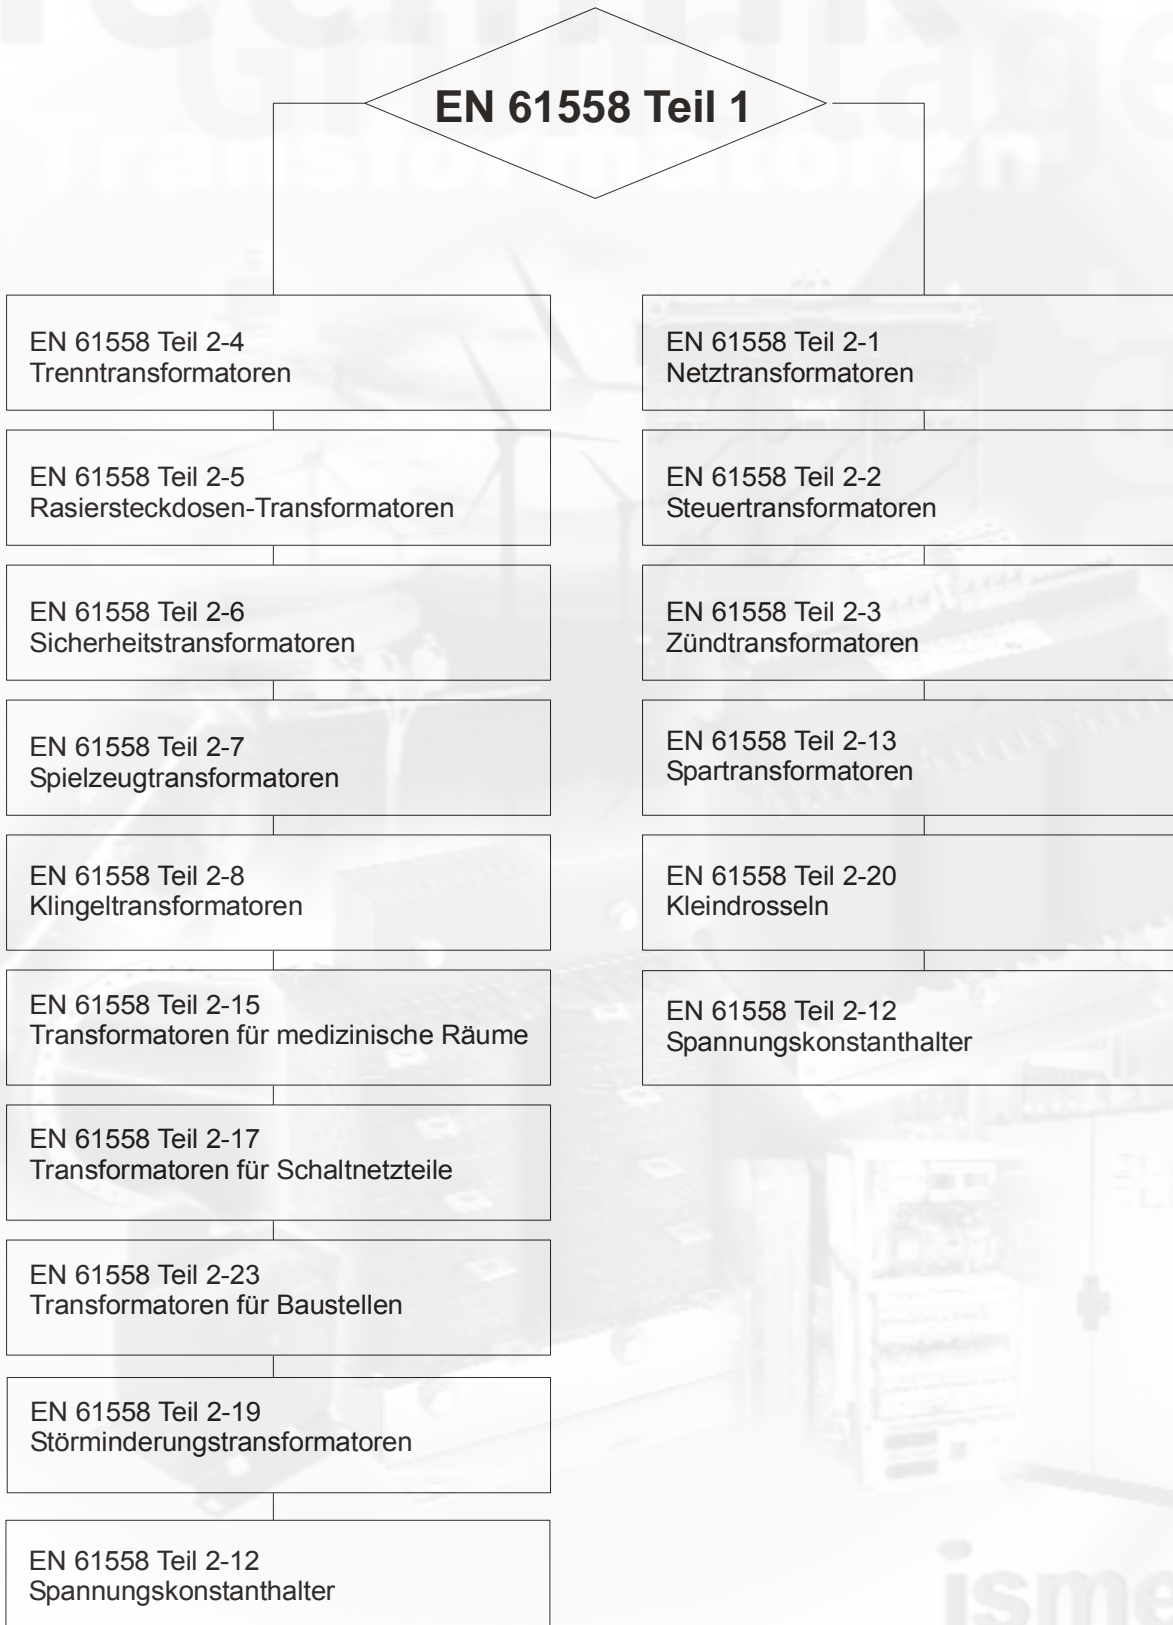 Technik
Grundlage
Transformatoren
EN 61558 Teil 1
EN 61558 Teil 2-4
Trenntransformatoren
EN 61558 Teil 2-5
Rasiersteckdosen-Transformatoren
EN 61558 Teil 2-6
Sicherheitstransformatoren
EN 61558 Teil 2-7
Spielzeugtransformatoren
EN 61558 Teil 2-8
Klingeltransformatoren
EN 61558 Teil 2-15
Transformatoren für medizinische Räume
EN 61558 Teil 2-17
Transformatoren für Schaltnetzteile
EN 61558 Teil 2-23
Transformatoren für Baustellen
EN 61558 Teil 2-19
Störminderungstransformatoren
EN 61558 Teil 2-12
Spannungskonstanthalter
EN 61558 Teil 2-1
Netztransformatoren
EN 61558 Teil 2-2
Steuertransformatoren
EN 61558 Teil 2-3
Zündtransformatoren
EN 61558 Teil 2-13
Spartransformatoren
EN 61558 Teil 2-20
Kleindrosseln
EN 61558 Teil 2-12
Spannungskonstanthalter
isme